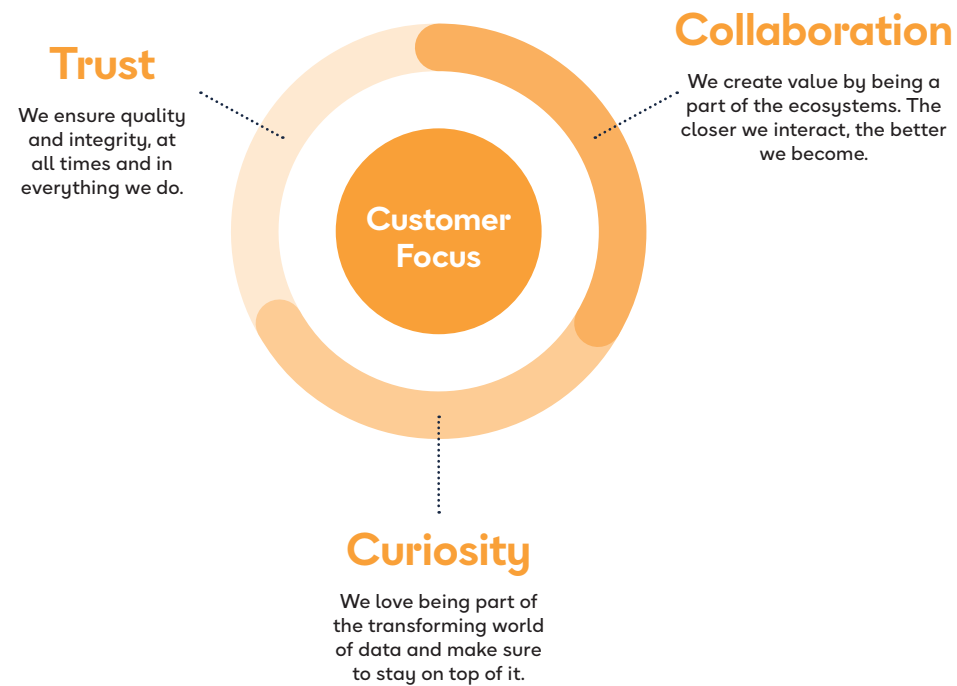 Trust
We ensure quality
and integrity, at
all times and in
everything we do.
Collaboration
We create value by being a
part of the ecosystems. The
closer we interact, the better
we become.
Customer
Focus
Curiosity
We love being part of
the transforming world
of data and make sure
to stay on top of it.